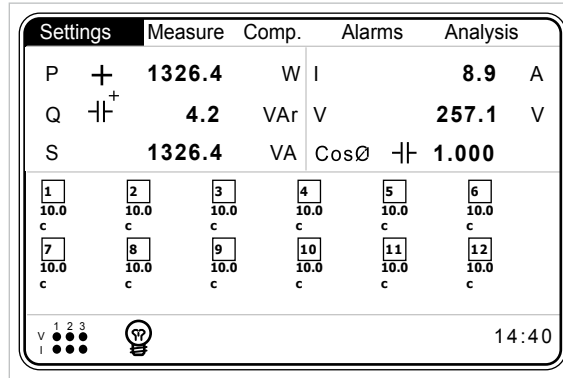 Settings Measure Comp. Alarms Analysis
P + 1326.4 W I 8.9 A
Q + 4.2 VAr V 257.1 V
S 1326.4 VA CosØ 1.000
1 2 3 4 5 6
10.0 10.0 10.0 10.0 10.0 10.0
c c c c c c
7 8 9 10 11 12
10.0 10.0 10.0 10.0 10.0 10.0
c c c c c c
1 2 3
V
I
14:40